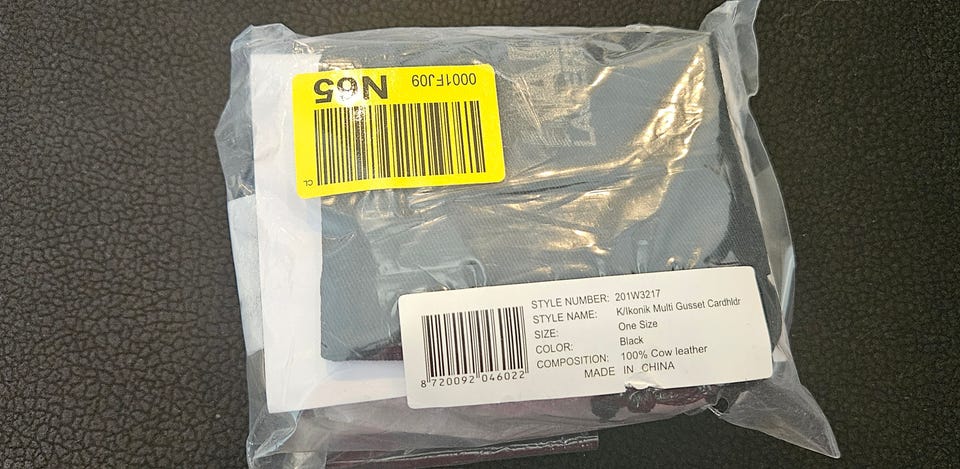 N65
0001FJ09
CL
STYLE NUMBER: 201W3217
STYLE NAME: K/Ikonik Multi Gusset Cardhldr
SIZE: One Size
COLOR: Black
COMPOSITION: 100% Cow leather
MADE IN CHINA
8 720092 046022